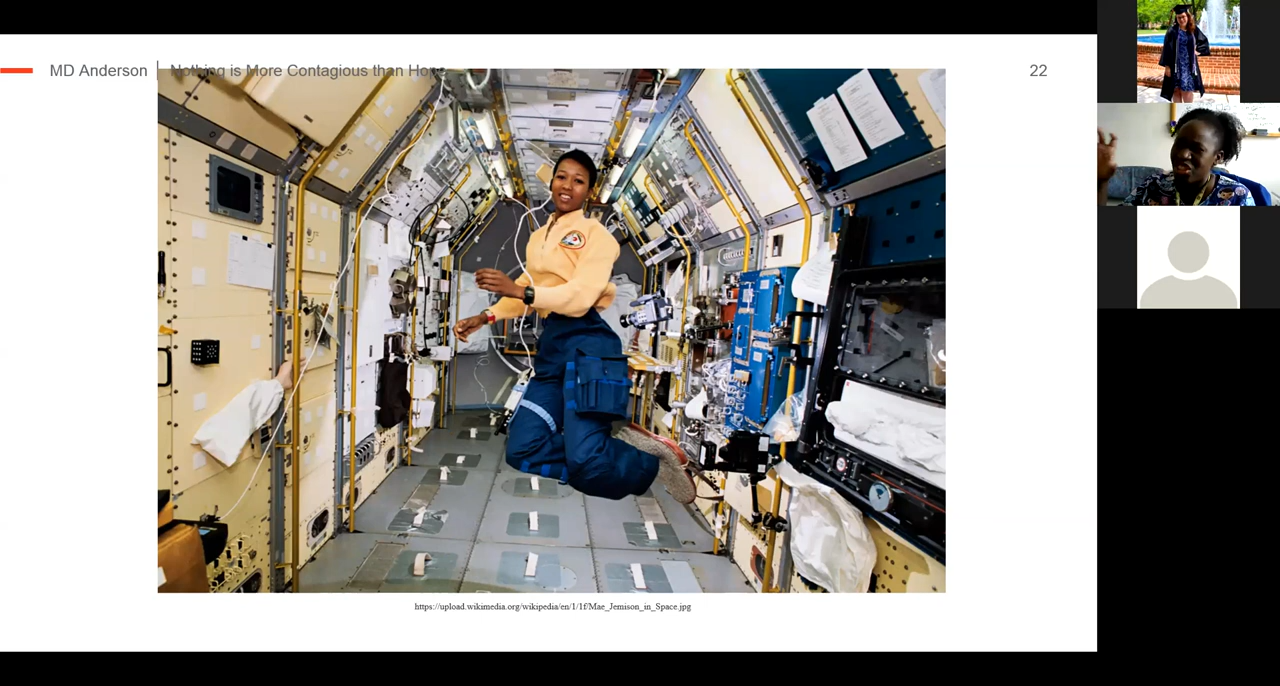 MD Anderson | Nothing is More Contagious than Hope
22
https://upload.wikimedia.org/wikipedia/en/1/1f/Mae_Jemison_in_Space.jpg